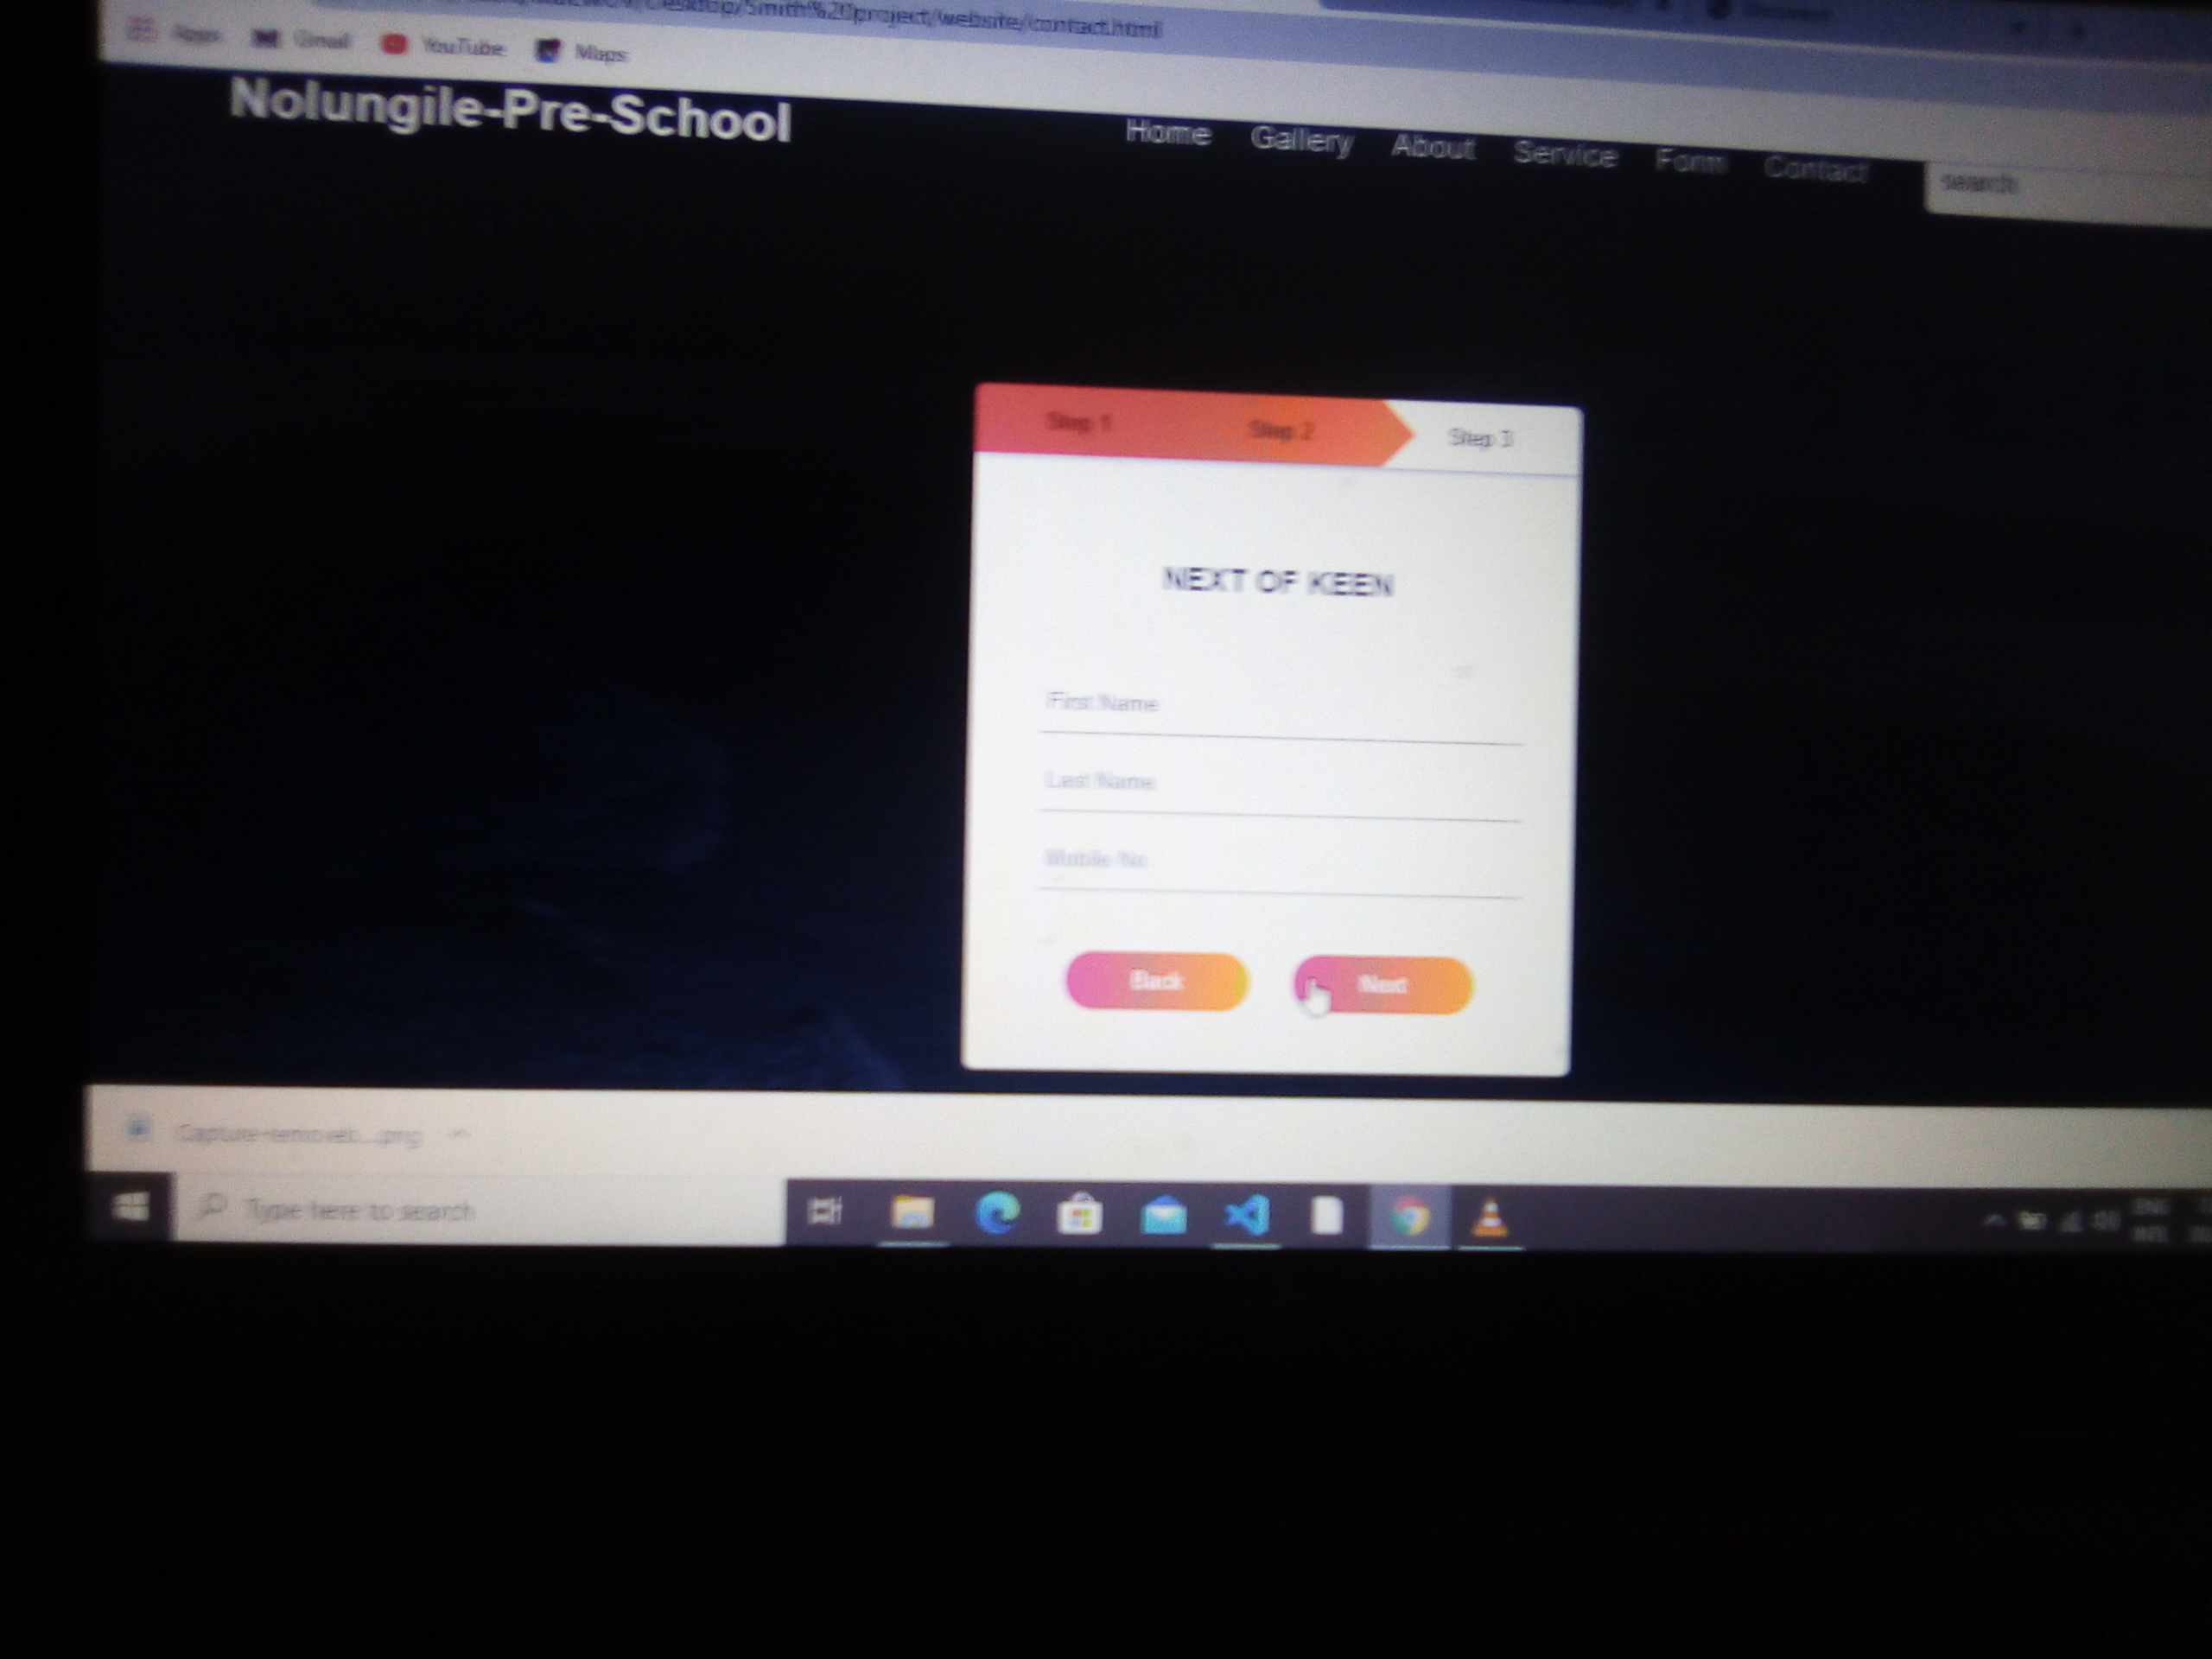 Desktop/Smith%20project/website/contact.html
Apps Gmail YouTube Maps
Nolungile-Pre-School
Home Gallery About Service Form Contact
search
Step 1 Step 2 Step 3
NEXT OF KEEN
First Name
Last Name
Mobile No
Back Next
Capture-removeb...png
Type here to search
ENG
INTL